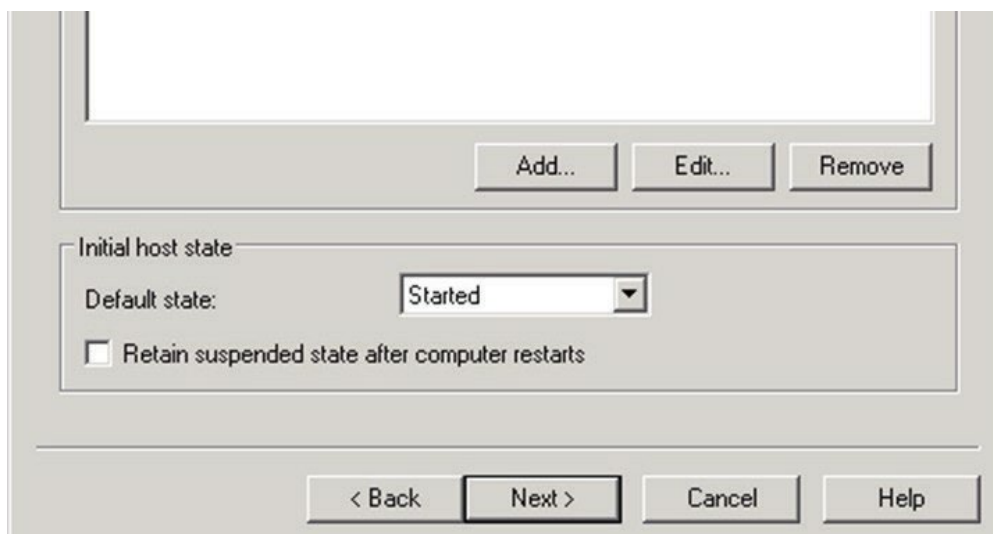 Add... Edit... Remove
Initial host state
Default state: Started
Retain suspended state after computer restarts
< Back Next > Cancel Help